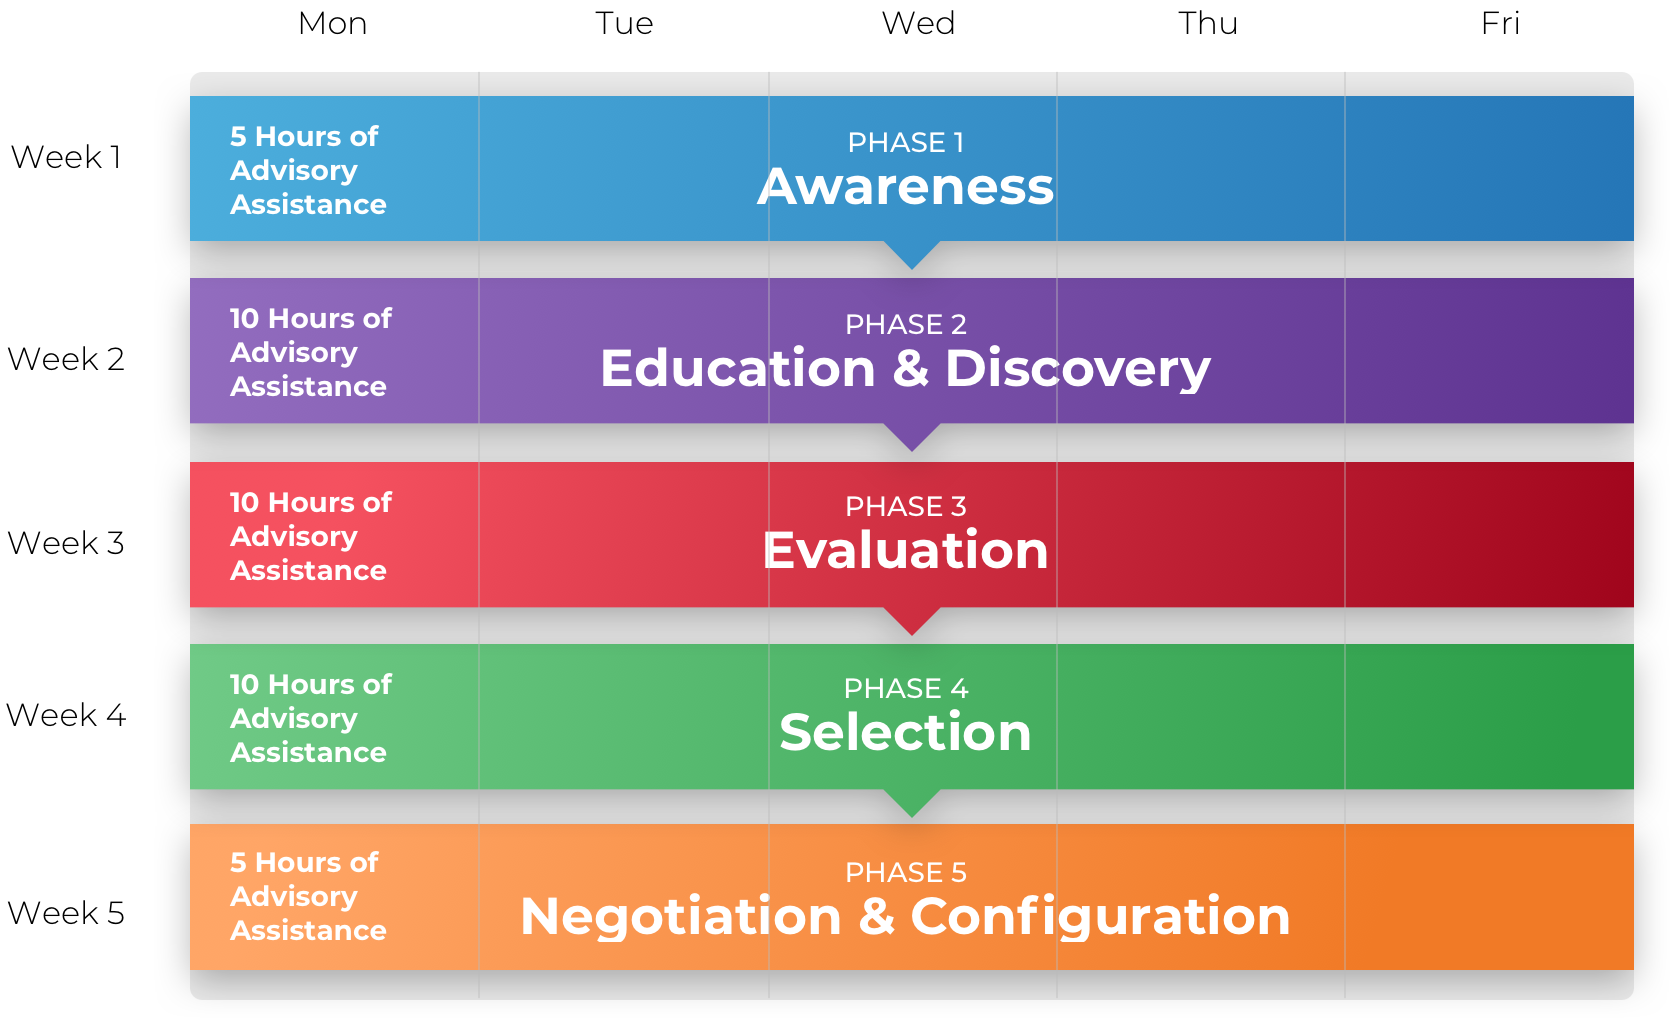 Mon Tue Wed Thu Fri
Week 1
5 Hours of
Advisory
Assistance
PHASE 1
Awareness
Week 2
10 Hours of
Advisory
Assistance
PHASE 2
Education & Discovery
Week 3
10 Hours of
Advisory
Assistance
PHASE 3
Evaluation
Week 4
10 Hours of
Advisory
Assistance
PHASE 4
Selection
Week 5
5 Hours of
Advisory
Assistance
PHASE 5
Negotiation & Configuration